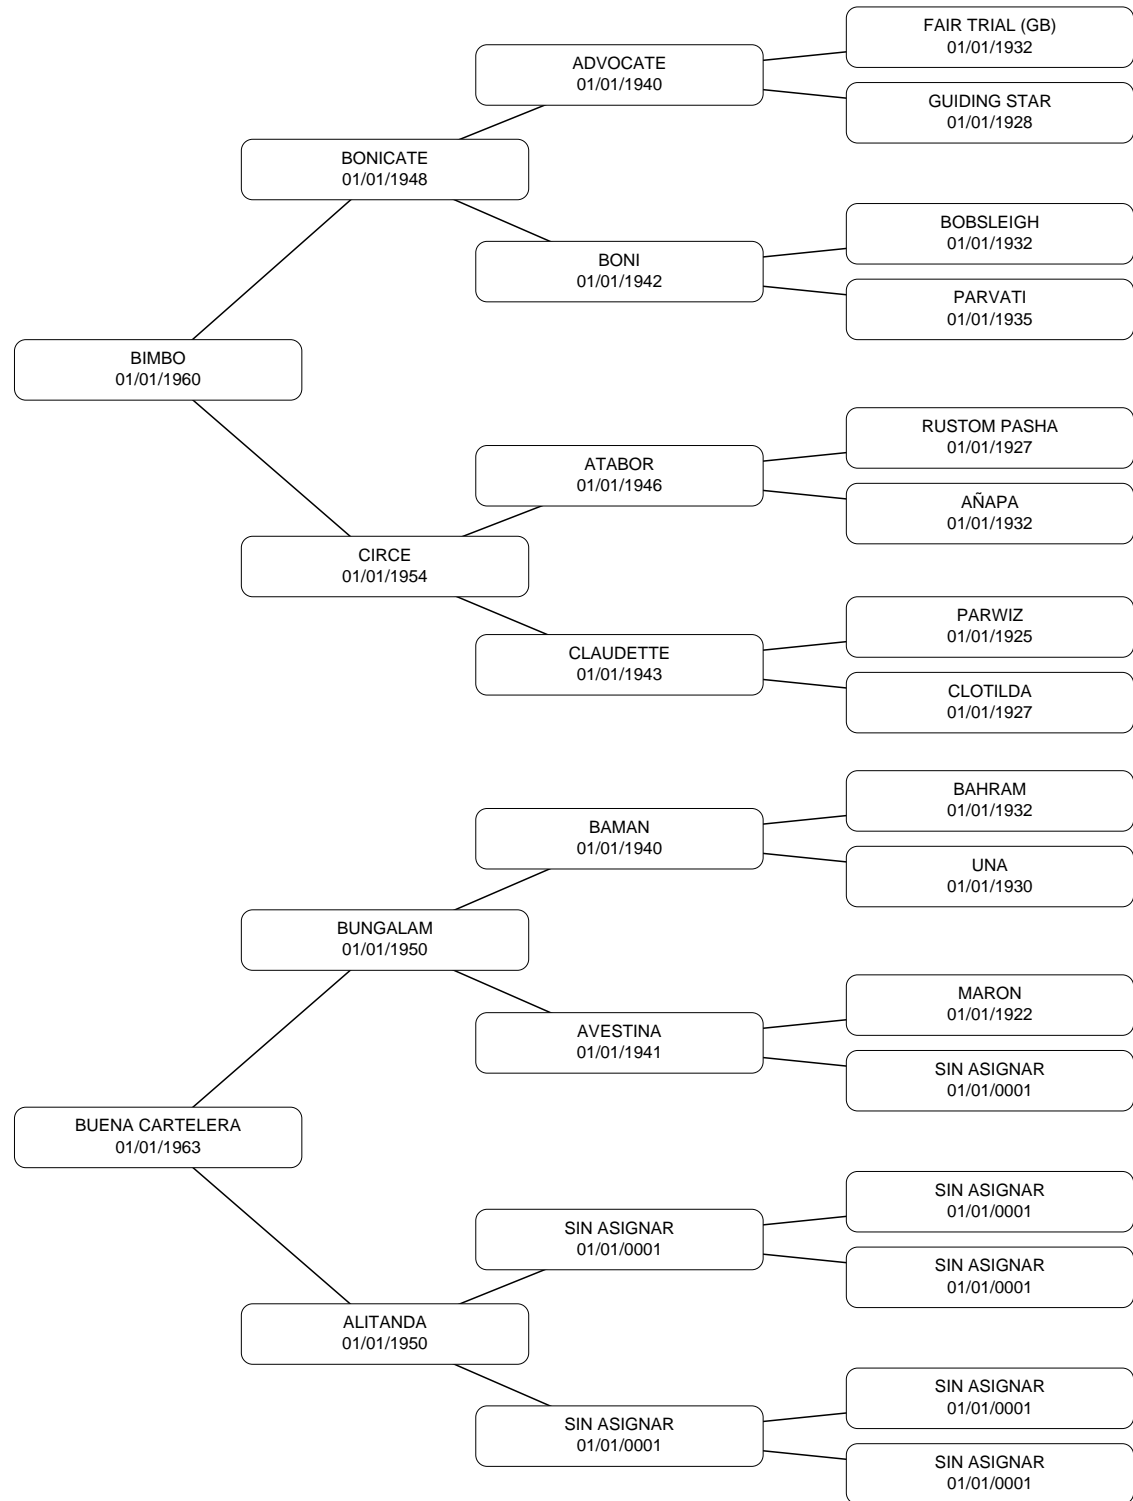 FAIR TRIAL (GB)
01/01/1932
ADVOCATE
01/01/1940
GUIDING STAR
01/01/1928
BONICATE
01/01/1948
BOBSLEIGH
01/01/1932
BONI
01/01/1942
PARVATI
01/01/1935
BIMBO
01/01/1960
RUSTOM PASHA
01/01/1927
ATABOR
01/01/1946
AÑAPA
01/01/1932
CIRCE
01/01/1954
PARWIZ
01/01/1925
CLAUDETTE
01/01/1943
CLOTILDA
01/01/1927
BAHRAM
01/01/1932
BAMAN
01/01/1940
UNA
01/01/1930
BUNGALAM
01/01/1950
MARON
01/01/1922
AVESTINA
01/01/1941
SIN ASIGNAR
01/01/0001
BUENA CARTELERA
01/01/1963
SIN ASIGNAR
01/01/0001
SIN ASIGNAR
01/01/0001
SIN ASIGNAR
01/01/0001
ALITANDA
01/01/1950
SIN ASIGNAR
01/01/0001
SIN ASIGNAR
01/01/0001
SIN ASIGNAR
01/01/0001